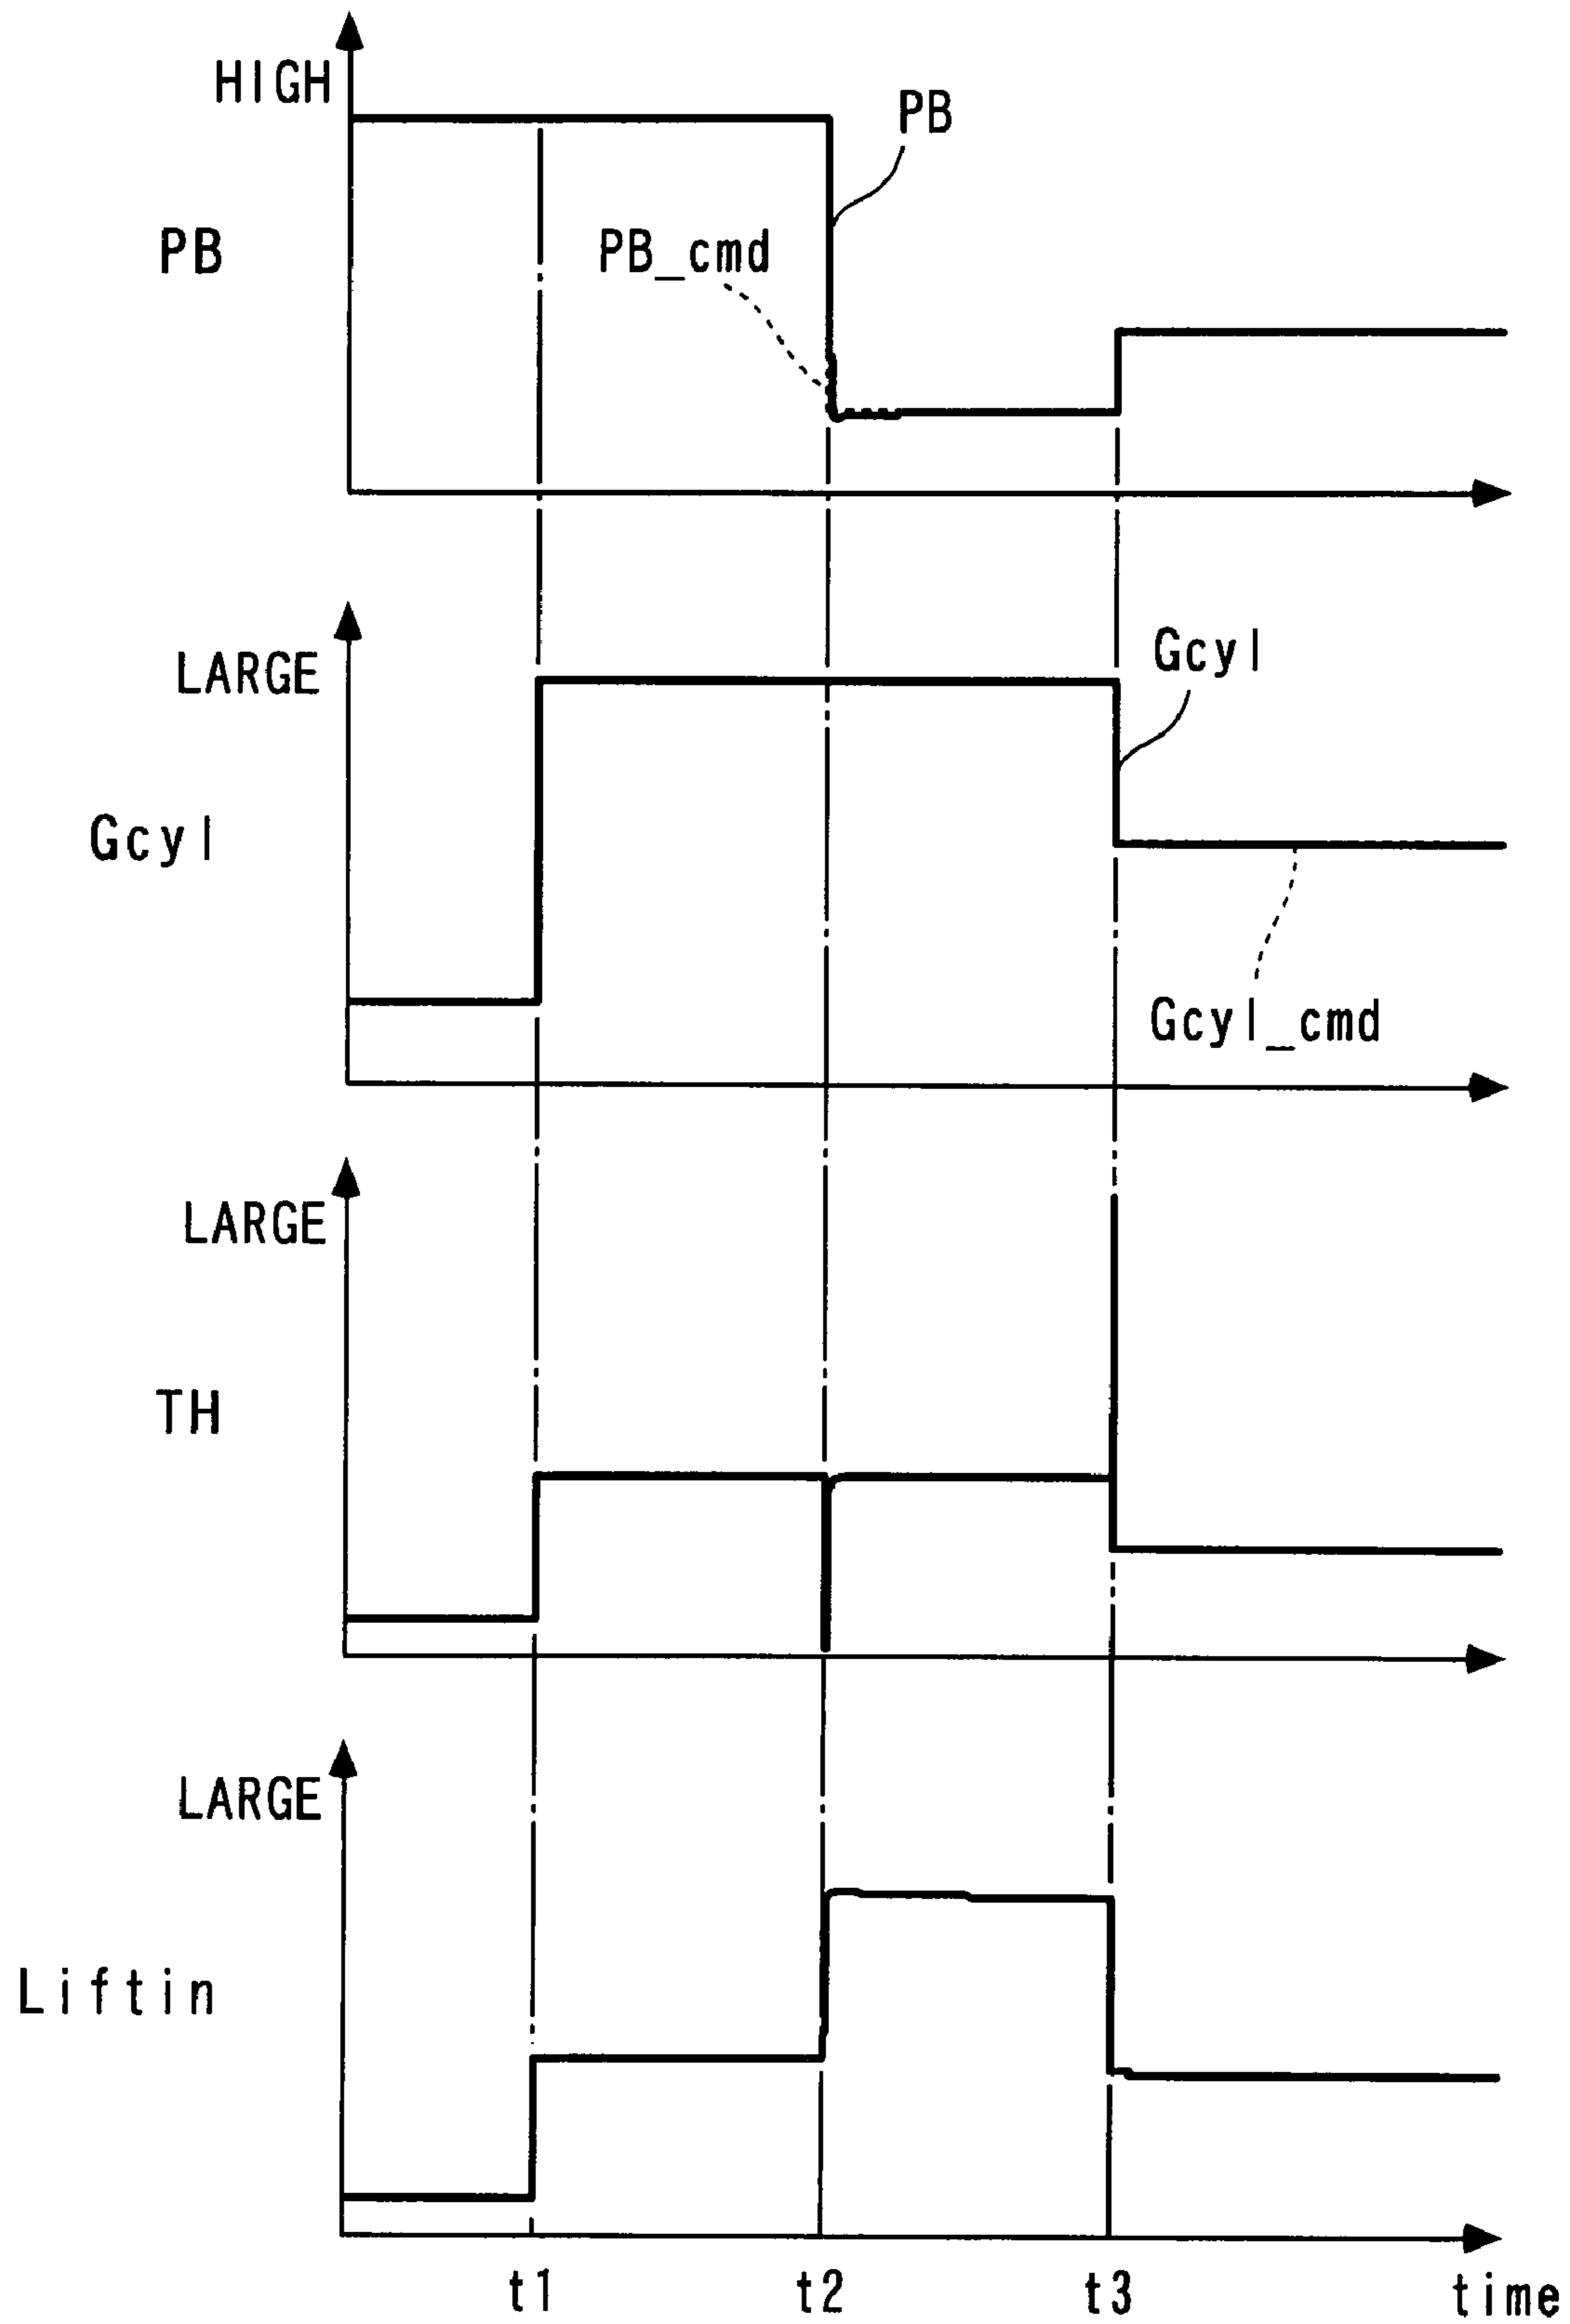 HIGH
PB
PB
PB_cmd
LARGE
Gcyl
Gcyl
Gcyl_cmd
LARGE
TH
LARGE
Liftin
t1 t2 t3 time